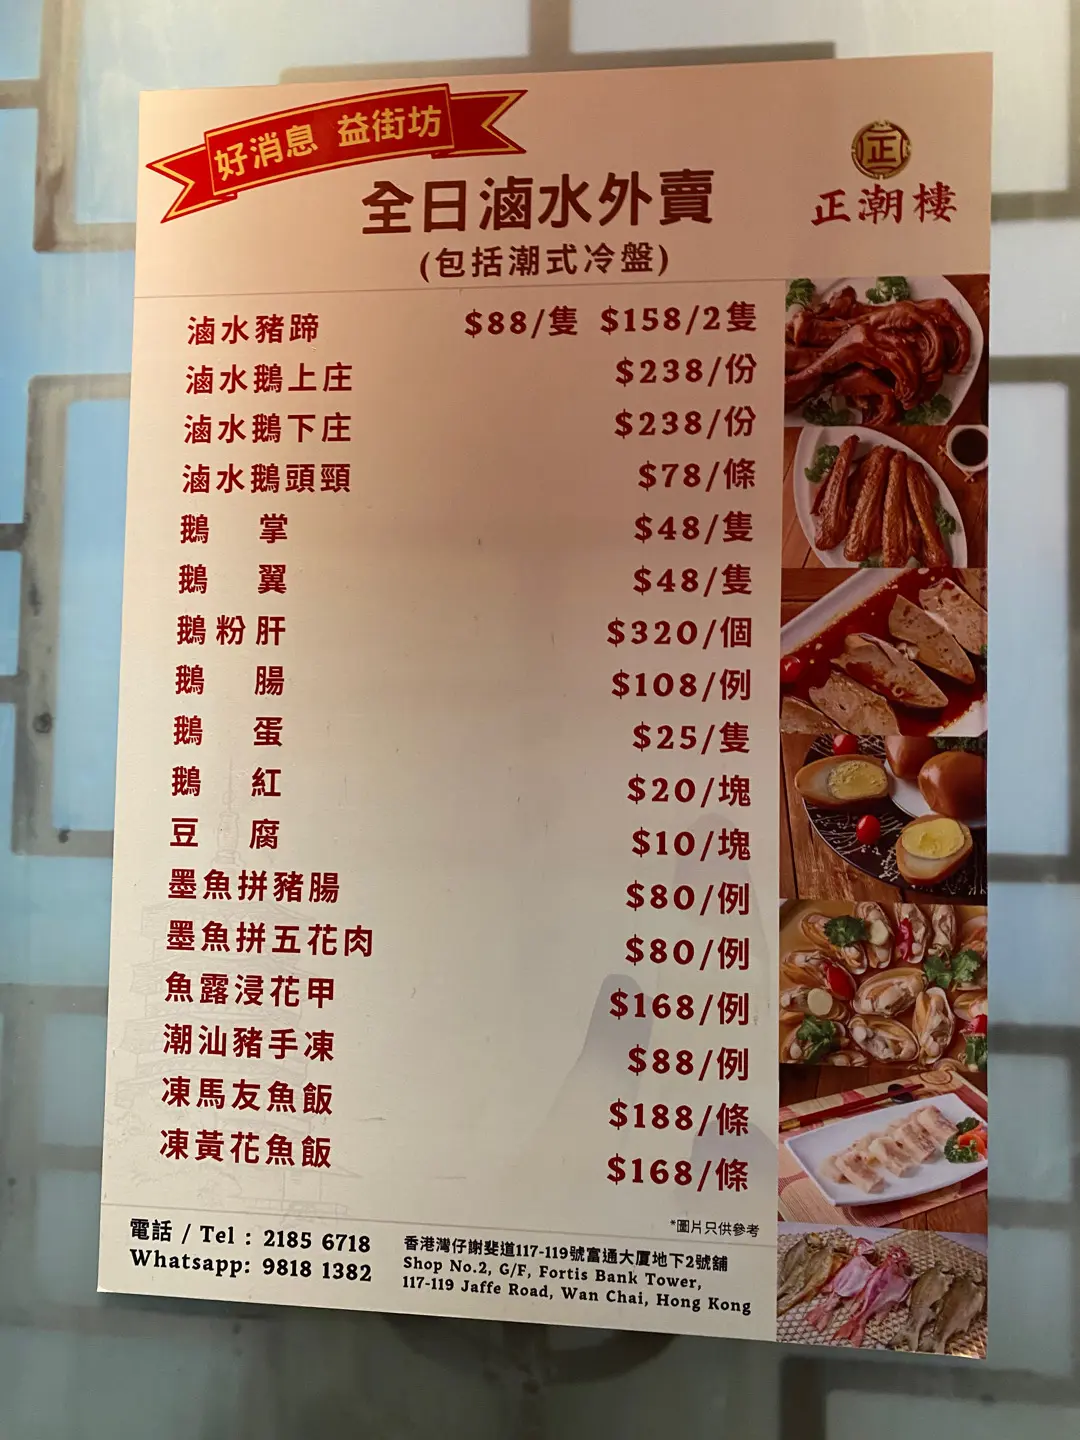 好消息 益街坊
全日滷水外賣
(包括潮式冷盤)
正
正潮樓
滷水豬蹄 $88/隻 $158/2隻
滷水鵝上庄 $238/份
滷水鵝下庄 $238/份
滷水鵝頭頸 $78/條
鵝 掌 $48/隻
鵝 翼 $48/隻
鵝粉肝 $320/個
鵝 腸 $108/例
鵝 蛋 $25/隻
鵝 紅 $20/塊
豆 腐 $10/塊
墨魚拼豬腸 $80/例
墨魚拼五花肉 $80/例
魚露浸花甲 $168/例
潮汕豬手凍 $88/例
凍馬友魚飯 $188/條
凍黃花魚飯 $168/條
*圖片只供參考
電話 / Tel : 2185 6718
Whatsapp: 9818 1382
香港灣仔謝斐道117-119號富通大厦地下2號舖
Shop No.2, G/F, Fortis Bank Tower,
117-119 Jaffe Road, Wan Chai, Hong Kong